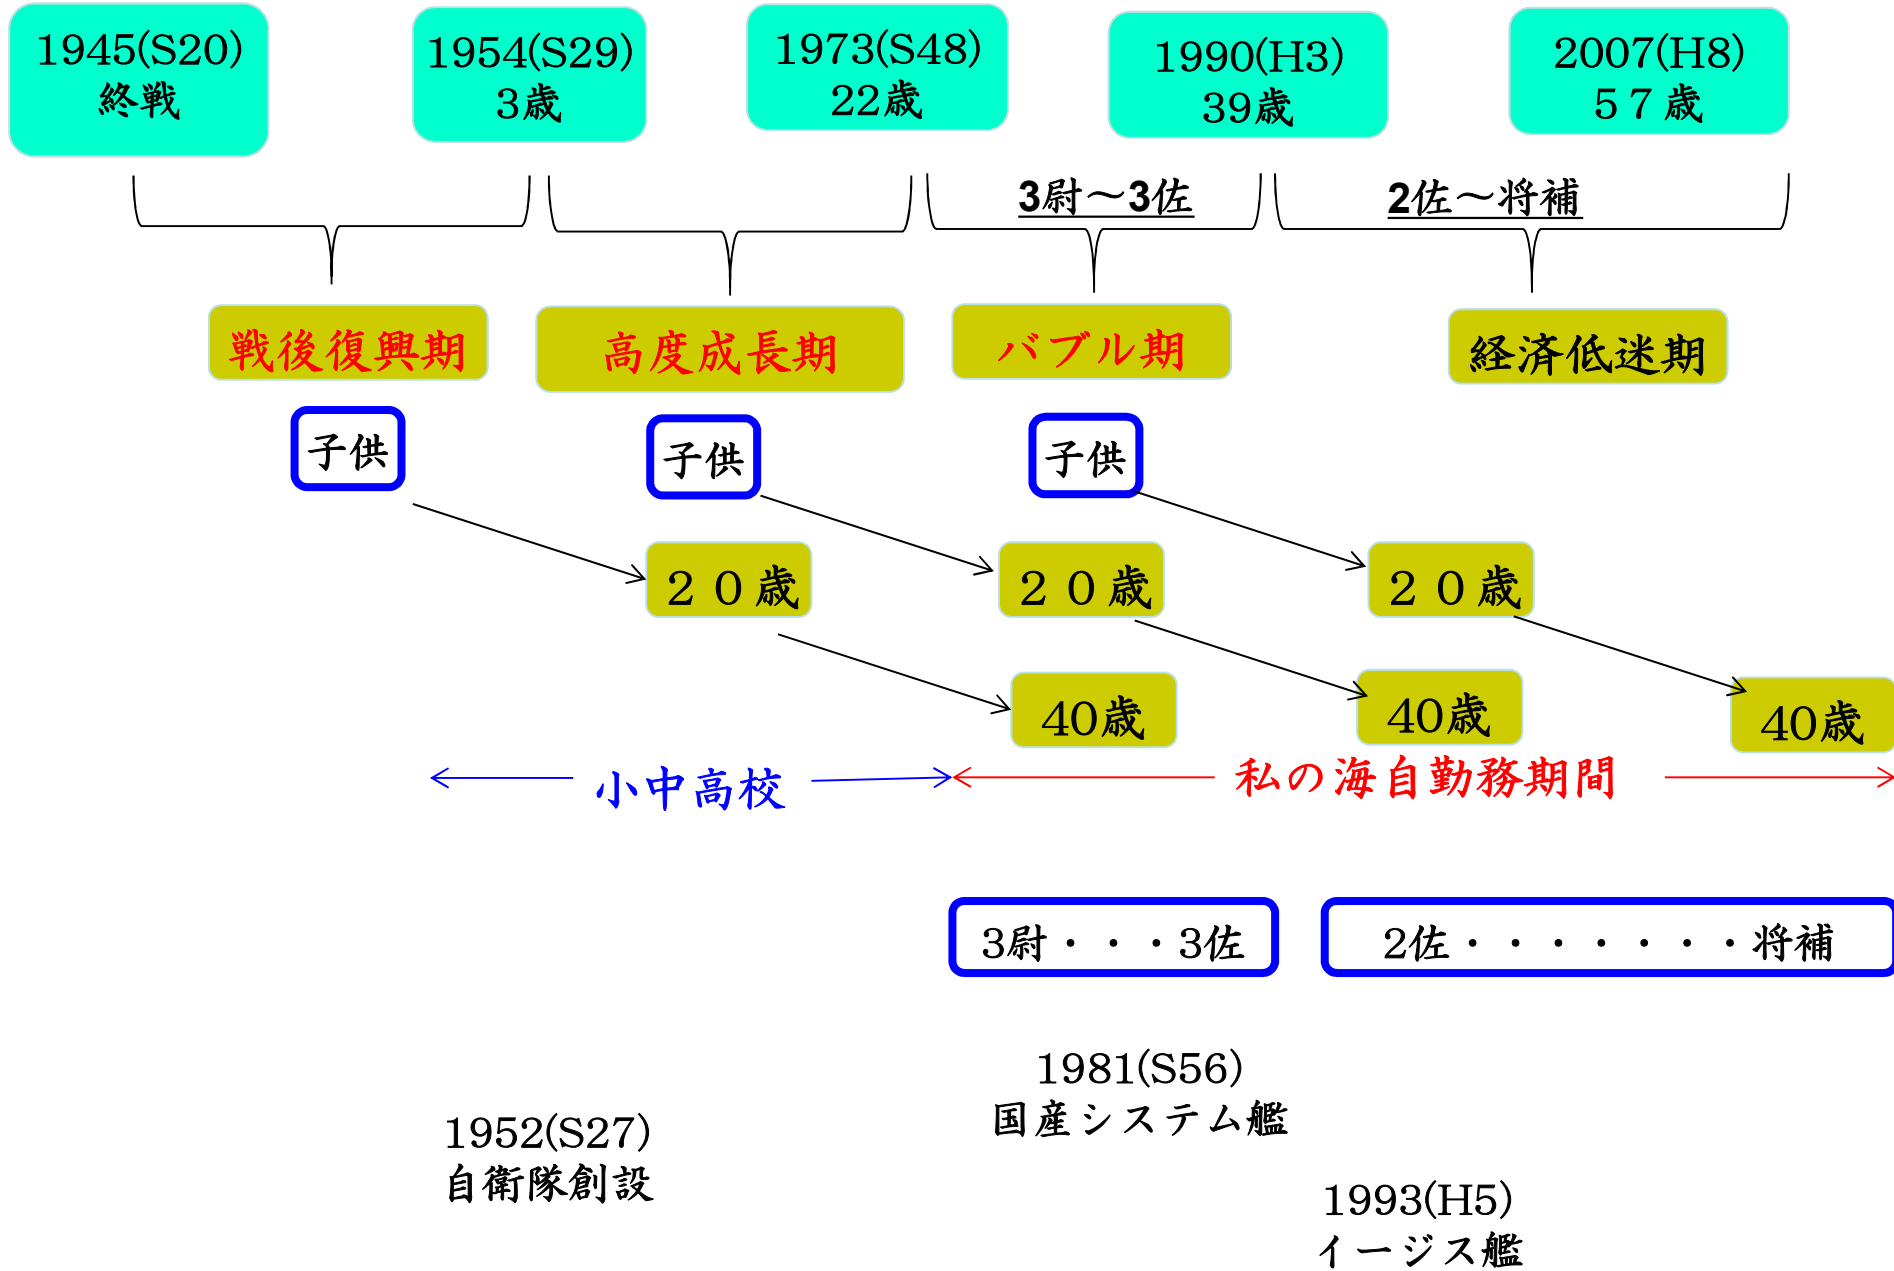 1945(S20)
終戦
1954(S29)
3歳
1973(S48)
22歳
1990(H3)
39歳
2007(H8)
５７歳
3尉～3佐
2佐～将補
戦後復興期
高度成長期
バブル期
経済低迷期
子供
子供
子供
２０歳
２０歳
２０歳
40歳
40歳
40歳
小中高校
私の海自勤務期間
3尉・・・3佐
2佐・・・・・・・将補
1981(S56)
国産システム艦
1952(S27)
自衛隊創設
1993(H5)
イージス艦